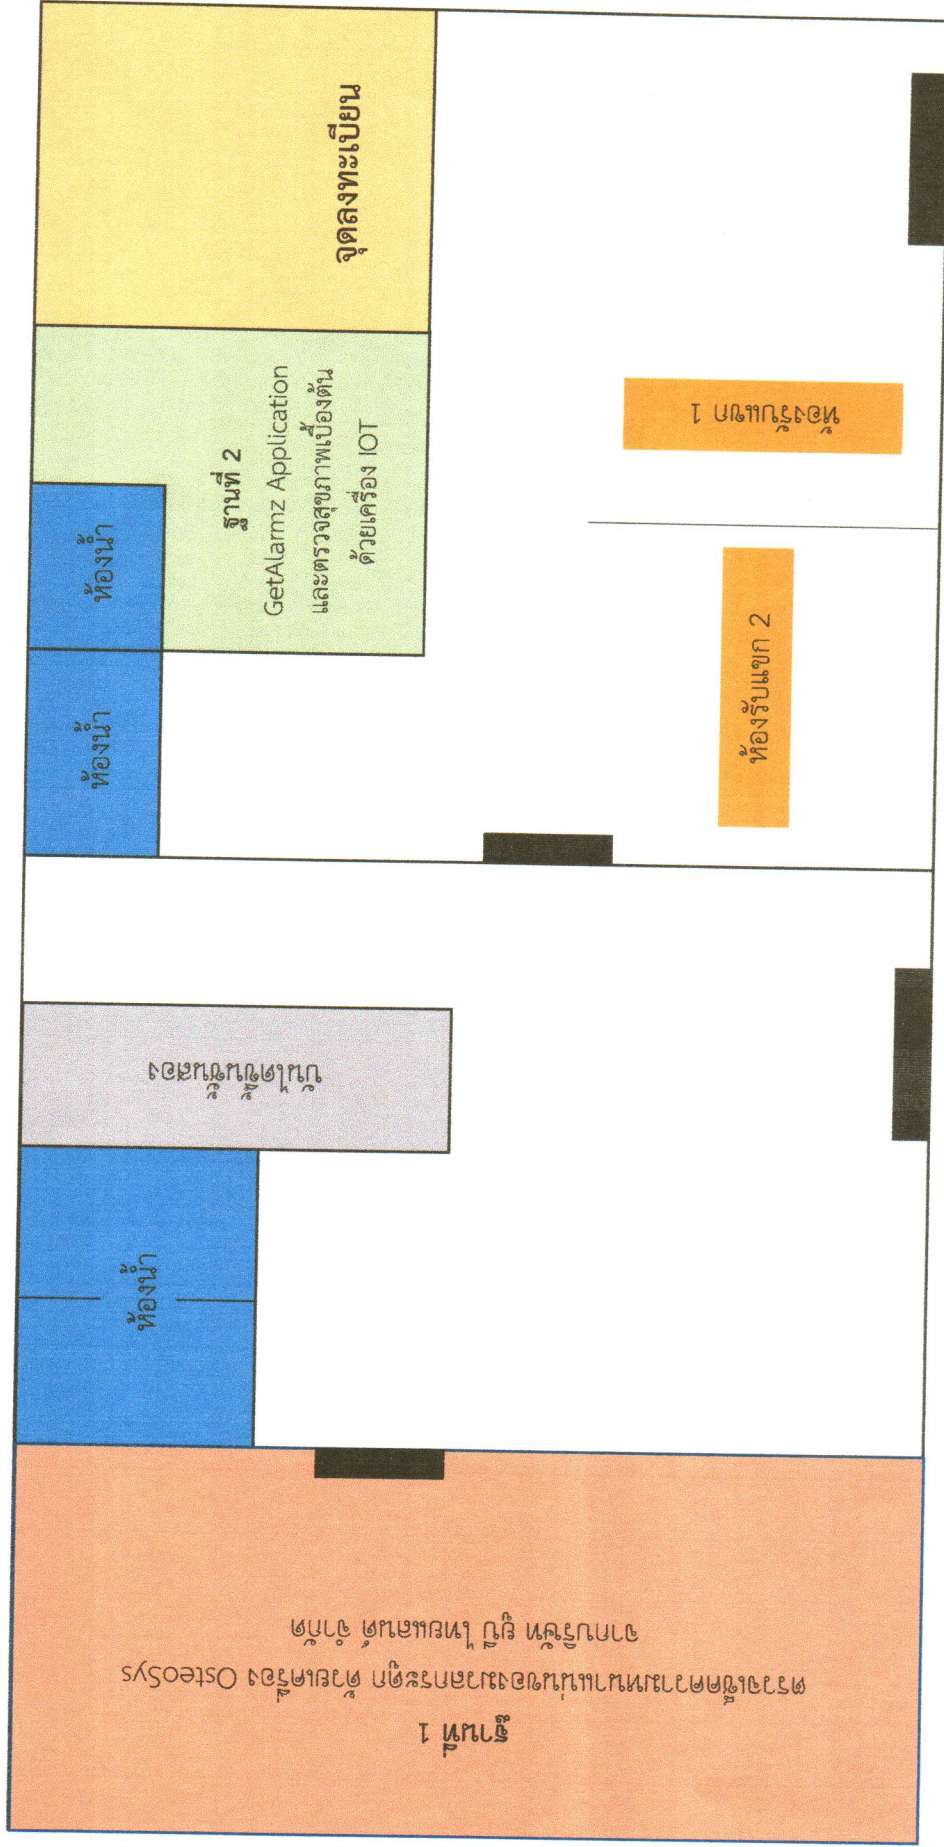 จุดลงทะเบียน
ฐานที่ 2
GetAlarmz Application
และตรวจสุขภาพเบื้องต้น
ด้วยเครื่อง IOT
ห้องน้ำ
ห้องน้ำ
ห้องรับแขก 1
ห้องรับแขก 2
บันไดขึ้นชั้นสอง
ห้องน้ำ
ฐานที่ 1
ตรวจเช็คความหนาแน่นของมวลกระดูก ด้วยเครื่อง OsteoSys
จากบริษัท ยูบี ไทยแลนด์ จำกัด